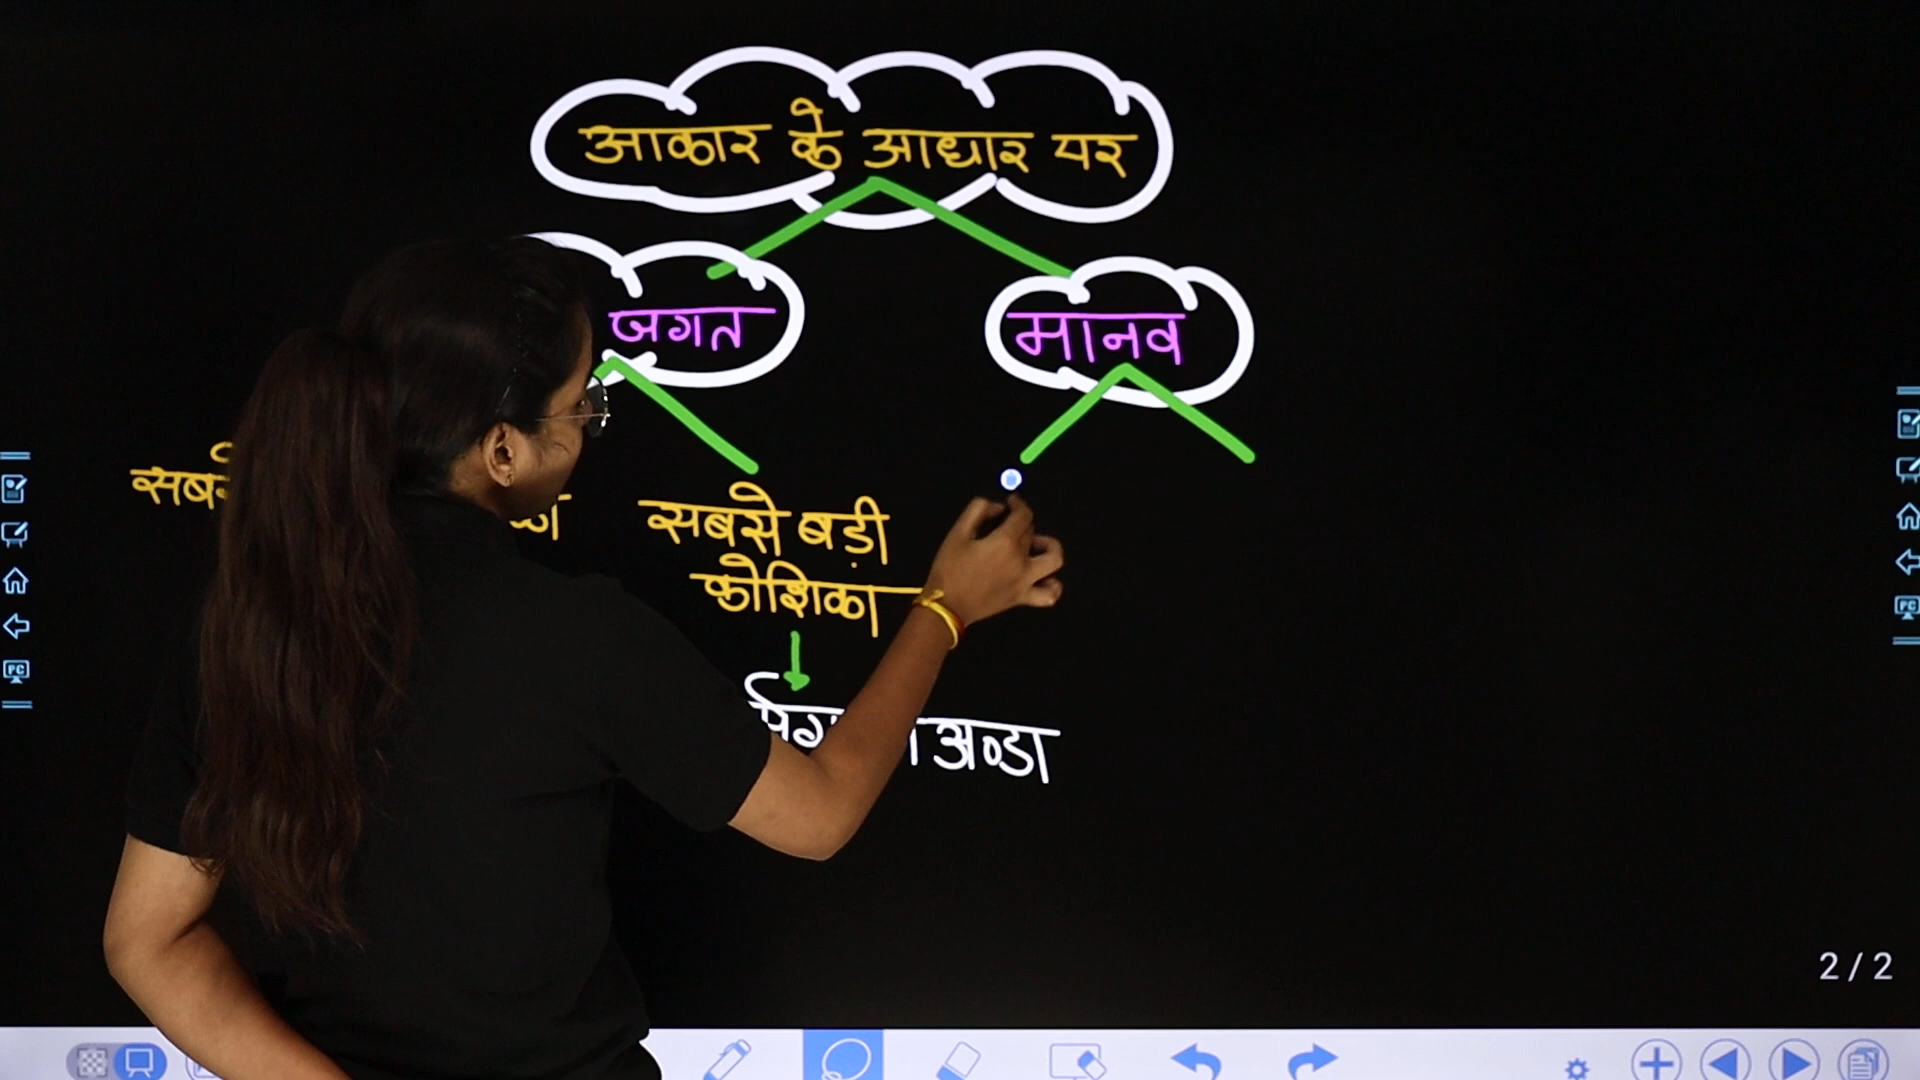 आकार के आधार पर
जगत
मानव
सबसे बड़ी
कोशिका
अण्डा
2/2